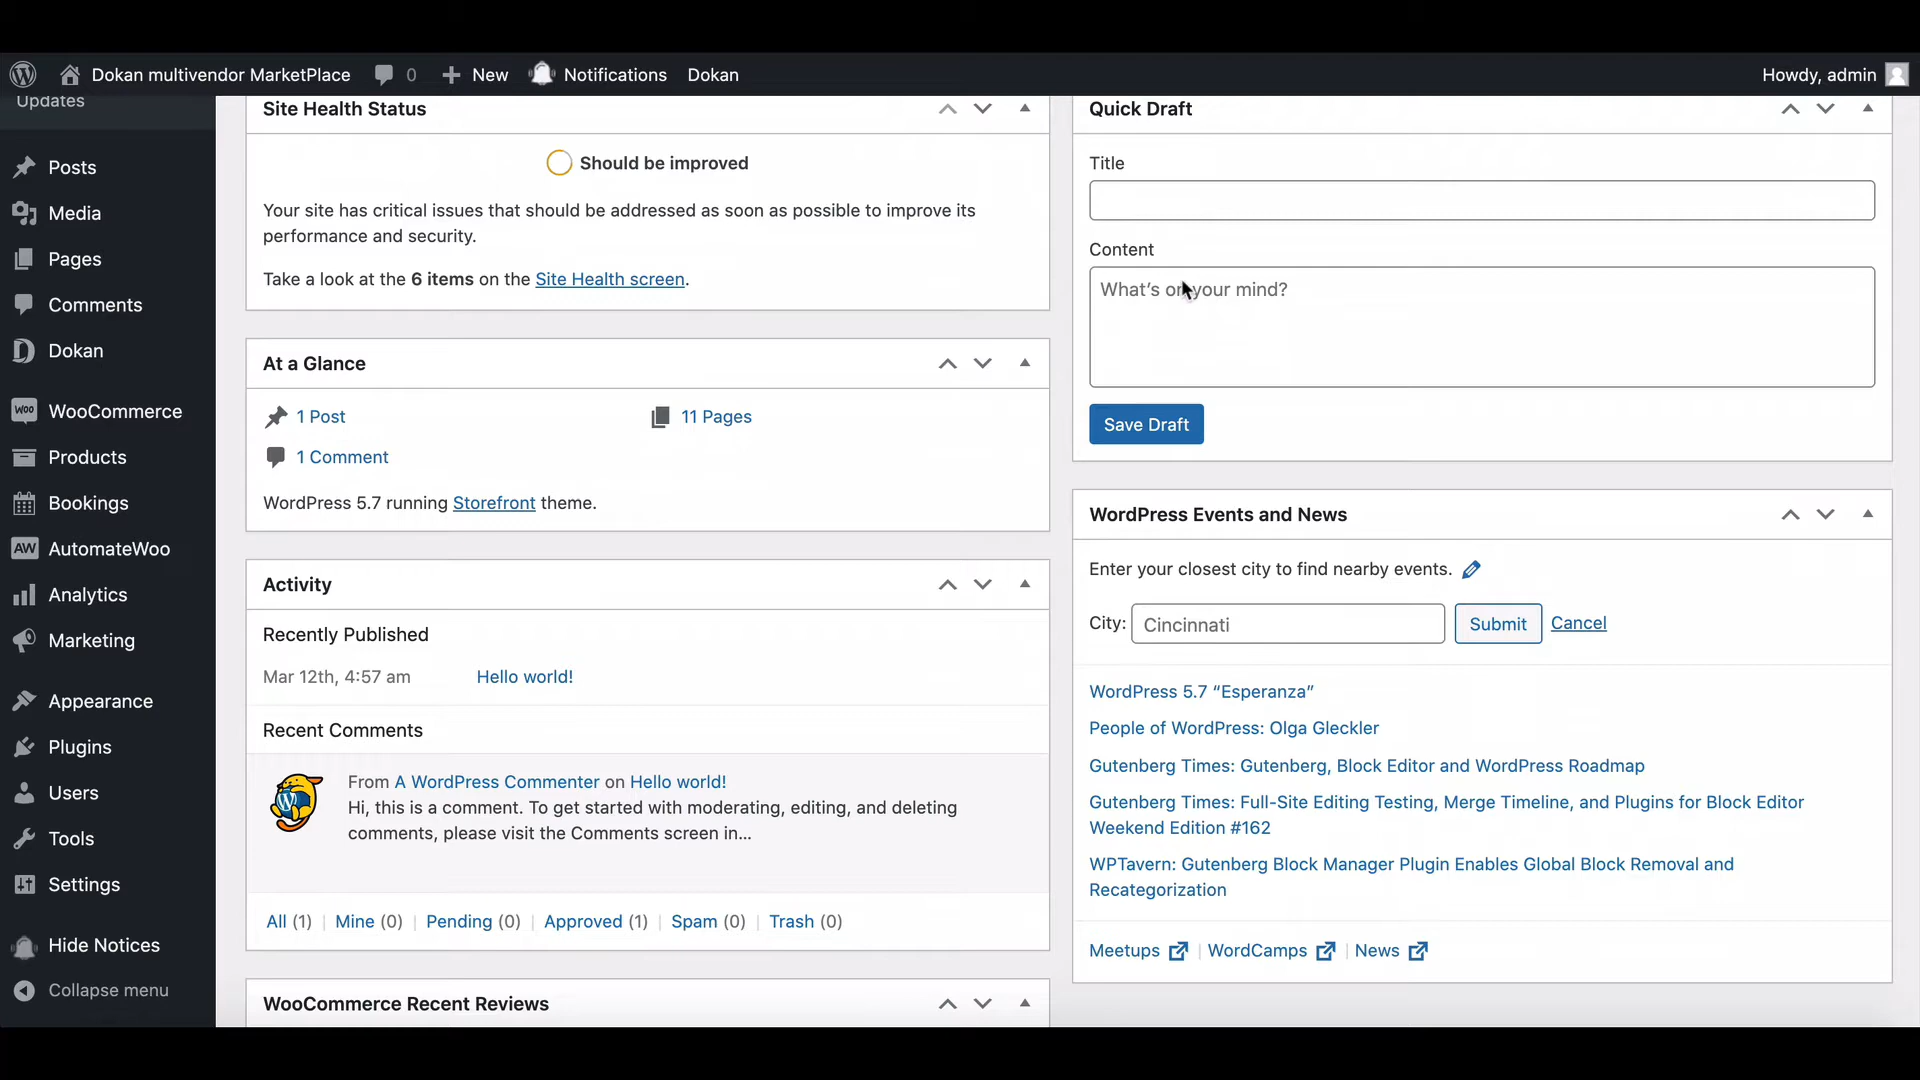 Dokan multivendor MarketPlace 0 New Notifications Dokan Howdy, admin
Updates
Posts
Media
Pages
Comments
Dokan
WooCommerce
Products
Bookings
AutomateWoo
Analytics
Marketing
Appearance
Plugins
Users
Tools
Settings
Hide Notices
Collapse menu
Site Health Status
Should be improved
Your site has critical issues that should be addressed as soon as possible to improve its
performance and security.
Take a look at the 6 items on the Site Health screen.
At a Glance
1 Post 11 Pages
1 Comment
WordPress 5.7 running Storefront theme.
Activity
Recently Published
Mar 12th, 4:57 am Hello world!
Recent Comments
From A WordPress Commenter on Hello world!
Hi, this is a comment. To get started with moderating, editing, and deleting
comments, please visit the Comments screen in...
All (1) | Mine (0) | Pending (0) | Approved (1) | Spam (0) | Trash (0)
WooCommerce Recent Reviews
Quick Draft
Title
Content
What's on your mind?
Save Draft
WordPress Events and News
Enter your closest city to find nearby events.
City: Cincinnati Submit Cancel
WordPress 5.7 “Esperanza”
People of WordPress: Olga Gleckler
Gutenberg Times: Gutenberg, Block Editor and WordPress Roadmap
Gutenberg Times: Full-Site Editing Testing, Merge Timeline, and Plugins for Block Editor
Weekend Edition #162
WPTavern: Gutenberg Block Manager Plugin Enables Global Block Removal and
Recategorization
Meetups | WordCamps | News